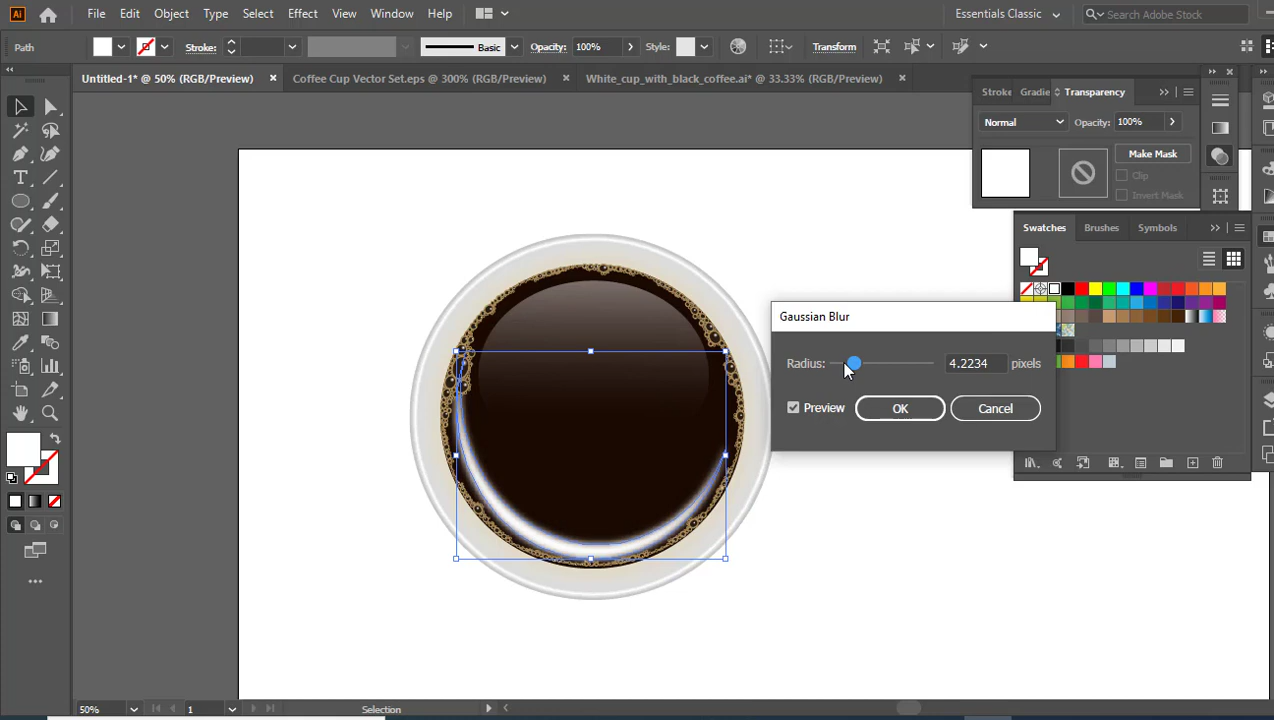 Ai File Edit Object Type Select Effect View Window Help Essentials Classic Search Adobe Stock
Path Stroke: Basic Opacity: 100% Style: Transform
Untitled-1* @ 50% (RGB/Preview) × Coffee Cup Vector Set.eps @ 300% (RGB/Preview) × White_cup_with_black_coffee.ai* @ 33.33% (RGB/Preview) ×
Stroke Gradie Transparency
Normal Opacity: 100%
Make Mask
Clip
Invert Mask
Swatches Brushes Symbols
Gaussian Blur
Radius: 4.2234 pixels
Preview OK Cancel
50% 1 Selection